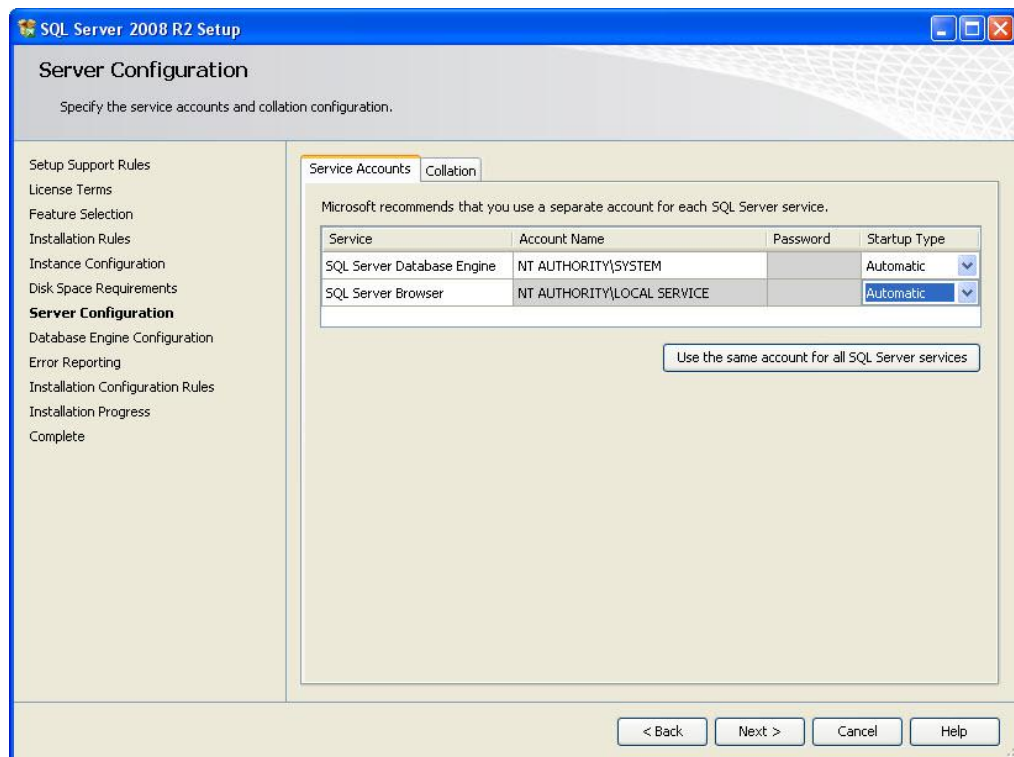 SQL Server 2008 R2 Setup
Server Configuration
Specify the service accounts and collation configuration.
Setup Support Rules
License Terms
Feature Selection
Installation Rules
Instance Configuration
Disk Space Requirements
Server Configuration
Database Engine Configuration
Error Reporting
Installation Configuration Rules
Installation Progress
Complete
Service Accounts Collation
Microsoft recommends that you use a separate account for each SQL Server service.
Service Account Name Password Startup Type
SQL Server Database Engine NT AUTHORITY\SYSTEM Automatic
SQL Server Browser NT AUTHORITY\LOCAL SERVICE Automatic
Use the same account for all SQL Server services
< Back Next > Cancel Help